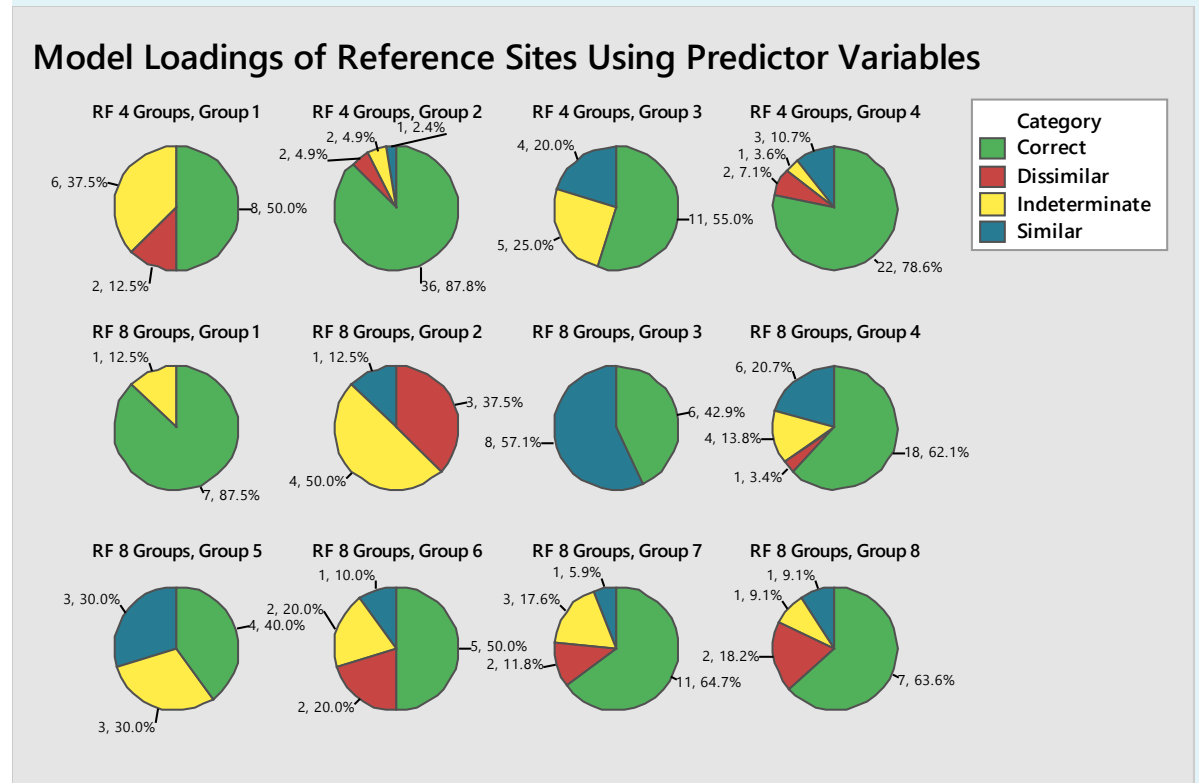 Model Loadings of Reference Sites Using Predictor Variables
RF 4 Groups, Group 1
6, 37.5%
8, 50.0%
2, 12.5%
RF 4 Groups, Group 2
1, 2.4%
2, 4.9%
2, 4.9%
36, 87.8%
RF 4 Groups, Group 3
4, 20.0%
11, 55.0%
5, 25.0%
RF 4 Groups, Group 4
3, 10.7%
1, 3.6%
2, 7.1%
22, 78.6%
Category
Correct
Dissimilar
Indeterminate
Similar
RF 8 Groups, Group 1
1, 12.5%
7, 87.5%
RF 8 Groups, Group 2
1, 12.5%
3, 37.5%
4, 50.0%
RF 8 Groups, Group 3
6, 42.9%
8, 57.1%
RF 8 Groups, Group 4
6, 20.7%
4, 13.8%
18, 62.1%
1, 3.4%
RF 8 Groups, Group 5
3, 30.0%
4, 40.0%
3, 30.0%
RF 8 Groups, Group 6
1, 10.0%
2, 20.0%
5, 50.0%
2, 20.0%
RF 8 Groups, Group 7
1, 5.9%
3, 17.6%
2, 11.8%
11, 64.7%
RF 8 Groups, Group 8
1, 9.1%
1, 9.1%
2, 18.2%
7, 63.6%